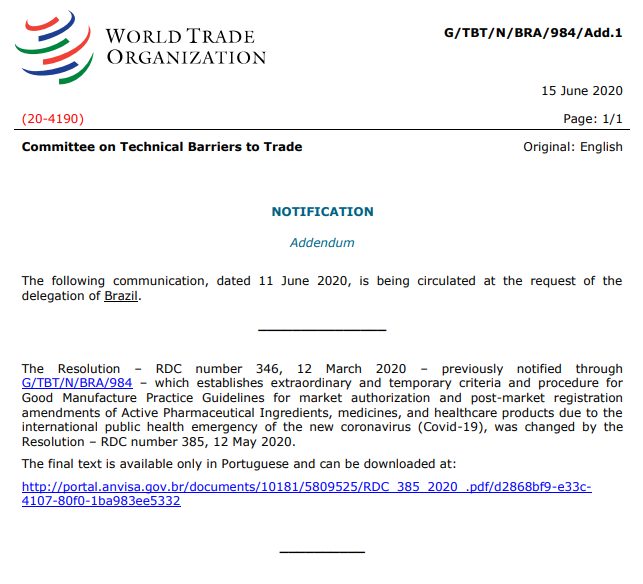 WORLD TRADE
ORGANIZATION
G/TBT/N/BRA/984/Add.1
15 June 2020
(20-4190)
Page: 1/1
Committee on Technical Barriers to Trade
Original: English
NOTIFICATION
Addendum
The following communication, dated 11 June 2020, is being circulated at the request of the
delegation of Brazil.
The Resolution – RDC number 346, 12 March 2020 – previously notified through
G/TBT/N/BRA/984 – which establishes extraordinary and temporary criteria and procedure for
Good Manufacture Practice Guidelines for market authorization and post-market registration
amendments of Active Pharmaceutical Ingredients, medicines, and healthcare products due to the
international public health emergency of the new coronavirus (Covid-19), was changed by the
Resolution – RDC number 385, 12 May 2020.
The final text is available only in Portuguese and can be downloaded at:
http://portal.anvisa.gov.br/documents/10181/5809525/RDC_385_2020_.pdf/d2868bf9-e33c-
4107-80f0-1ba983ee5332